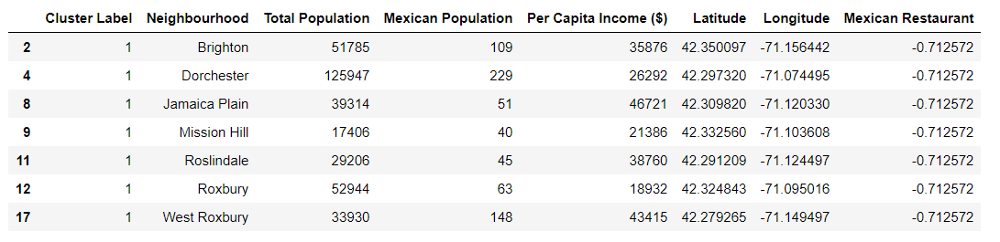 Cluster Label Neighbourhood Total Population Mexican Population Per Capita Income ($) Latitude Longitude Mexican Restaurant
2 1 Brighton 51785 109 35876 42.350097 -71.156442 -0.712572
4 1 Dorchester 125947 229 26292 42.297320 -71.074495 -0.712572
8 1 Jamaica Plain 39314 51 46721 42.309820 -71.120330 -0.712572
9 1 Mission Hill 17406 40 21386 42.332560 -71.103608 -0.712572
11 1 Roslindale 29206 45 38760 42.291209 -71.124497 -0.712572
12 1 Roxbury 52944 63 18932 42.324843 -71.095016 -0.712572
17 1 West Roxbury 33930 148 43415 42.279265 -71.149497 -0.712572